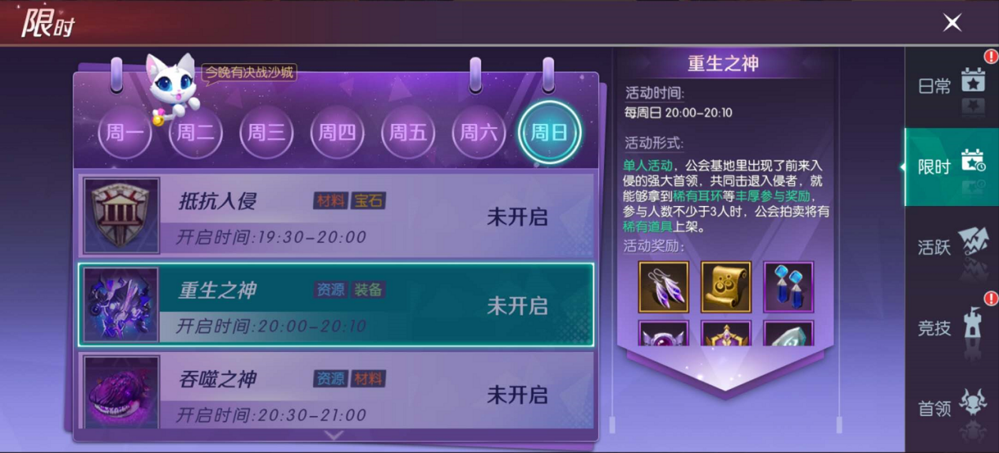 限时
今晚有决战沙城
周一 周二 周三 周四 周五 周六 周日
抵抗入侵 材料 宝石
开启时间:19:30-20:00
未开启
重生之神 资源 装备
开启时间:20:00-20:10
未开启
吞噬之神 资源 材料
开启时间:20:30-21:00
未开启
重生之神
活动时间:
每周日 20:00-20:10
活动形式:
单人活动，公会基地里出现了前来入
侵的强大首领，共同击退入侵者，就
能够拿到稀有耳环等丰厚参与奖励，
参与人数不少于3人时，公会拍卖将有
稀有道具上架。
活动奖励:
日常
限时
活跃
竞技
首领